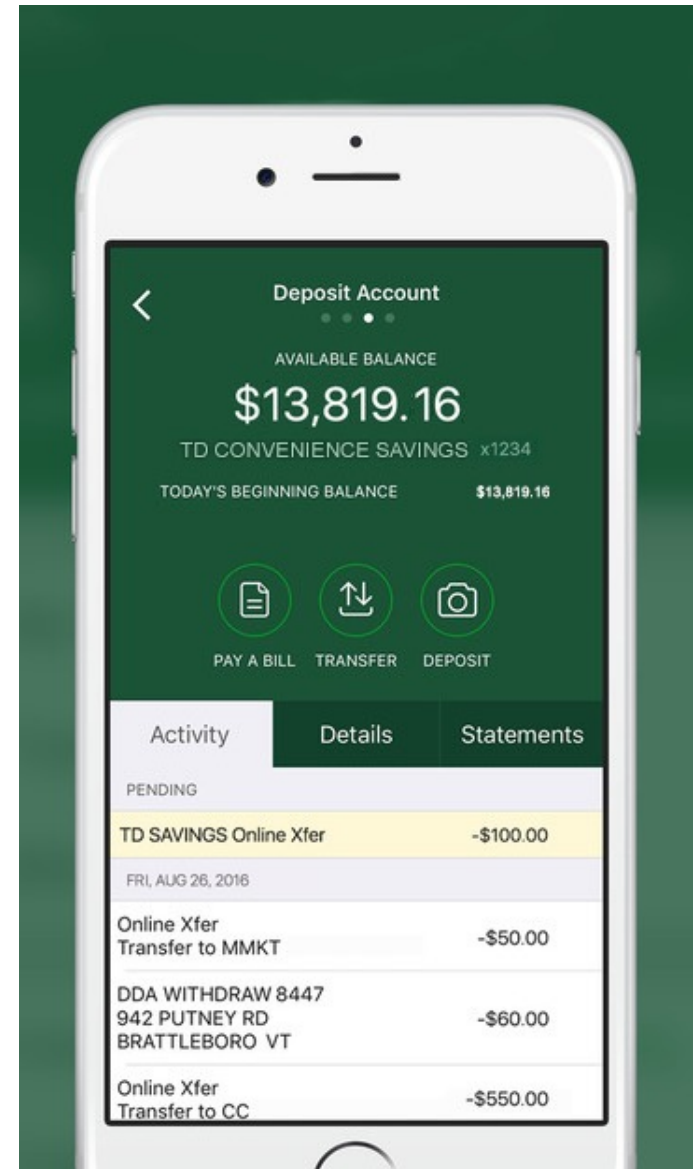 Deposit Account
AVAILABLE BALANCE
$13,819.16
TD CONVENIENCE SAVINGS x1234
TODAY'S BEGINNING BALANCE $13,819.16
PAY A BILL TRANSFER DEPOSIT
Activity Details Statements
PENDING
TD SAVINGS Online Xfer -$100.00
FRI, AUG 26, 2016
Online Xfer
Transfer to MMKT -$50.00
DDA WITHDRAW 8447
942 PUTNEY RD -$60.00
BRATTLEBORO VT
Online Xfer
Transfer to CC -$550.00